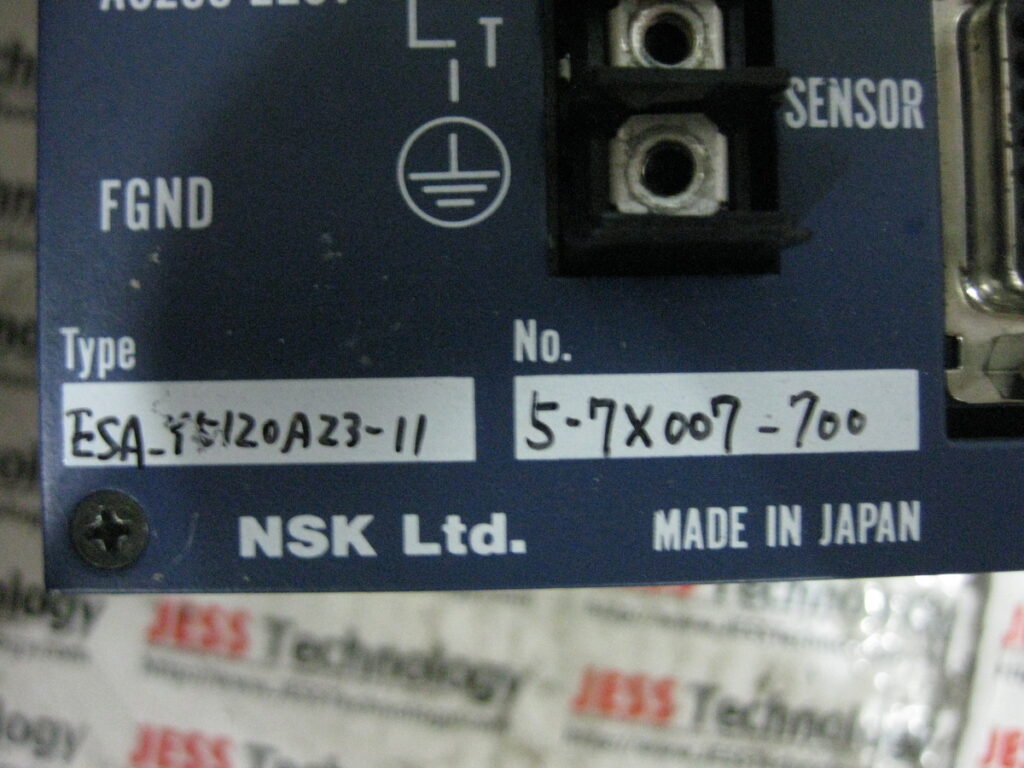 T
SENSOR
FGND
Type
No.
ESA-Y5120A23-11
5-7X007-700
NSK Ltd.
MADE IN JAPAN
JESS Technology
JESS Technology
JESS